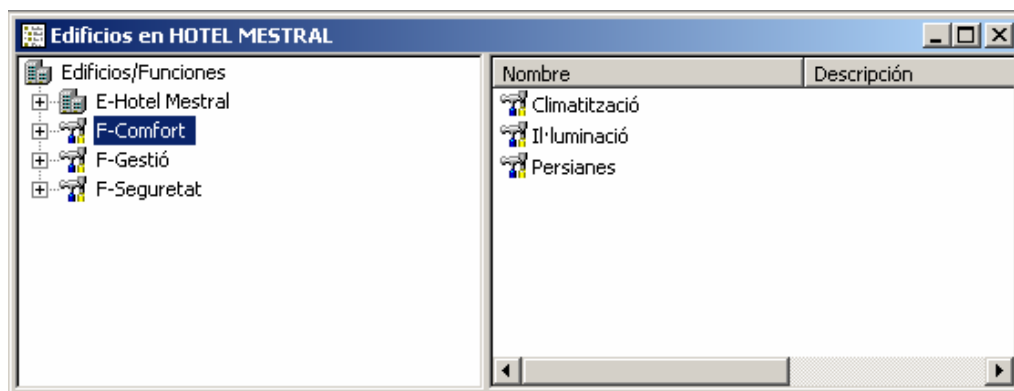 Edificios en HOTEL MESTRAL
Edificios/Funciones
E-Hotel Mestral
F-Comfort
F-Gestió
F-Seguretat
Nombre Descripción
Climatització
Il·luminació
Persianes